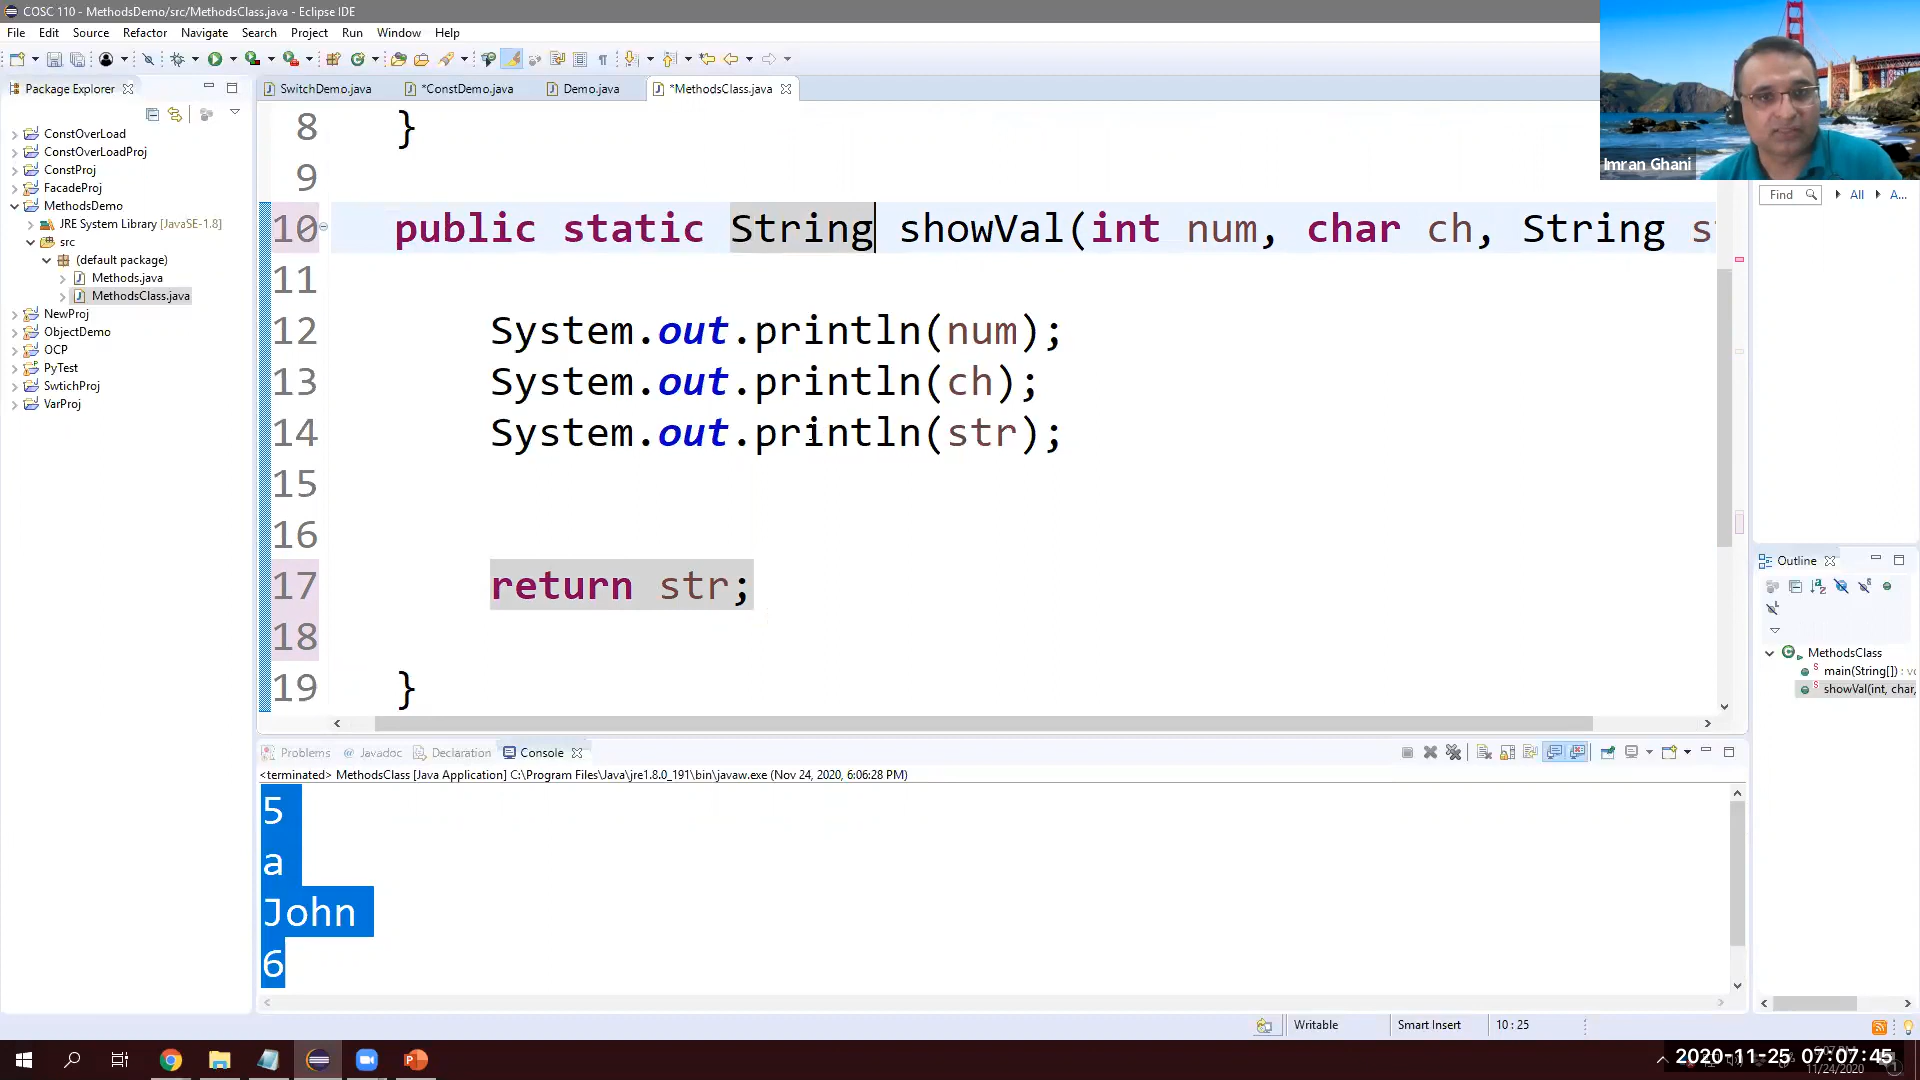 COSC 110 - MethodsDemo/src/MethodsClass.java - Eclipse IDE
File Edit Source Refactor Navigate Search Project Run Window Help
Package Explorer
SwitchDemo.java *ConstDemo.java Demo.java *MethodsClass.java
ConstOverLoad
ConstOverLoadProj
ConstProj
FacadeProj
MethodsDemo
JRE System Library [JavaSE-1.8]
src
(default package)
Methods.java
MethodsClass.java
NewProj
ObjectDemo
OCP
PyTest
SwtichProj
VarProj
8 }
9
10 public static String showVal(int num, char ch, String s
11
12 System.out.println(num);
13 System.out.println(ch);
14 System.out.println(str);
15
16
17 return str;
18
19 }
Imran Ghani
Find All A...
Outline
MethodsClass
main(String[]) : v
showVal(int, char,
Problems Javadoc Declaration Console
<terminated> MethodsClass [Java Application] C:\Program Files\Java\jre1.8.0_191\bin\javaw.exe (Nov 24, 2020, 6:06:28 PM)
5
a
John
6
Writable Smart Insert 10 : 25
2020-11-25 07:07:45
11/24/2020